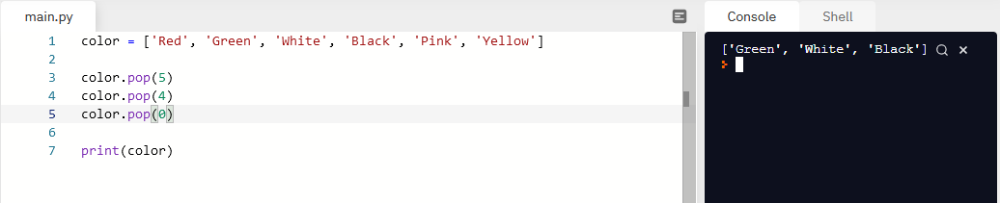 main.py
Console Shell
1 color = ['Red', 'Green', 'White', 'Black', 'Pink', 'Yellow']
2
3 color.pop(5)
4 color.pop(4)
5 color.pop(0)
6
7 print(color)
['Green', 'White', 'Black']